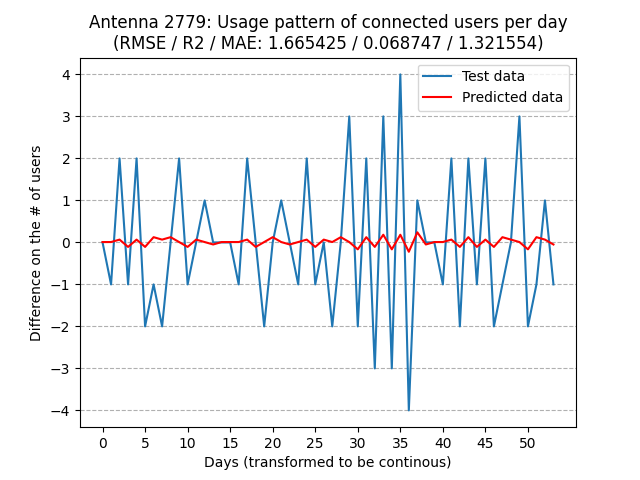 Antenna 2779: Usage pattern of connected users per day
(RMSE / R2 / MAE: 1.665425 / 0.068747 / 1.321554)
Test data
Predicted data
Difference on the # of users
4
3
2
1
0
−1
−2
−3
−4
0 5 10 15 20 25 30 35 40 45 50
Days (transformed to be continous)